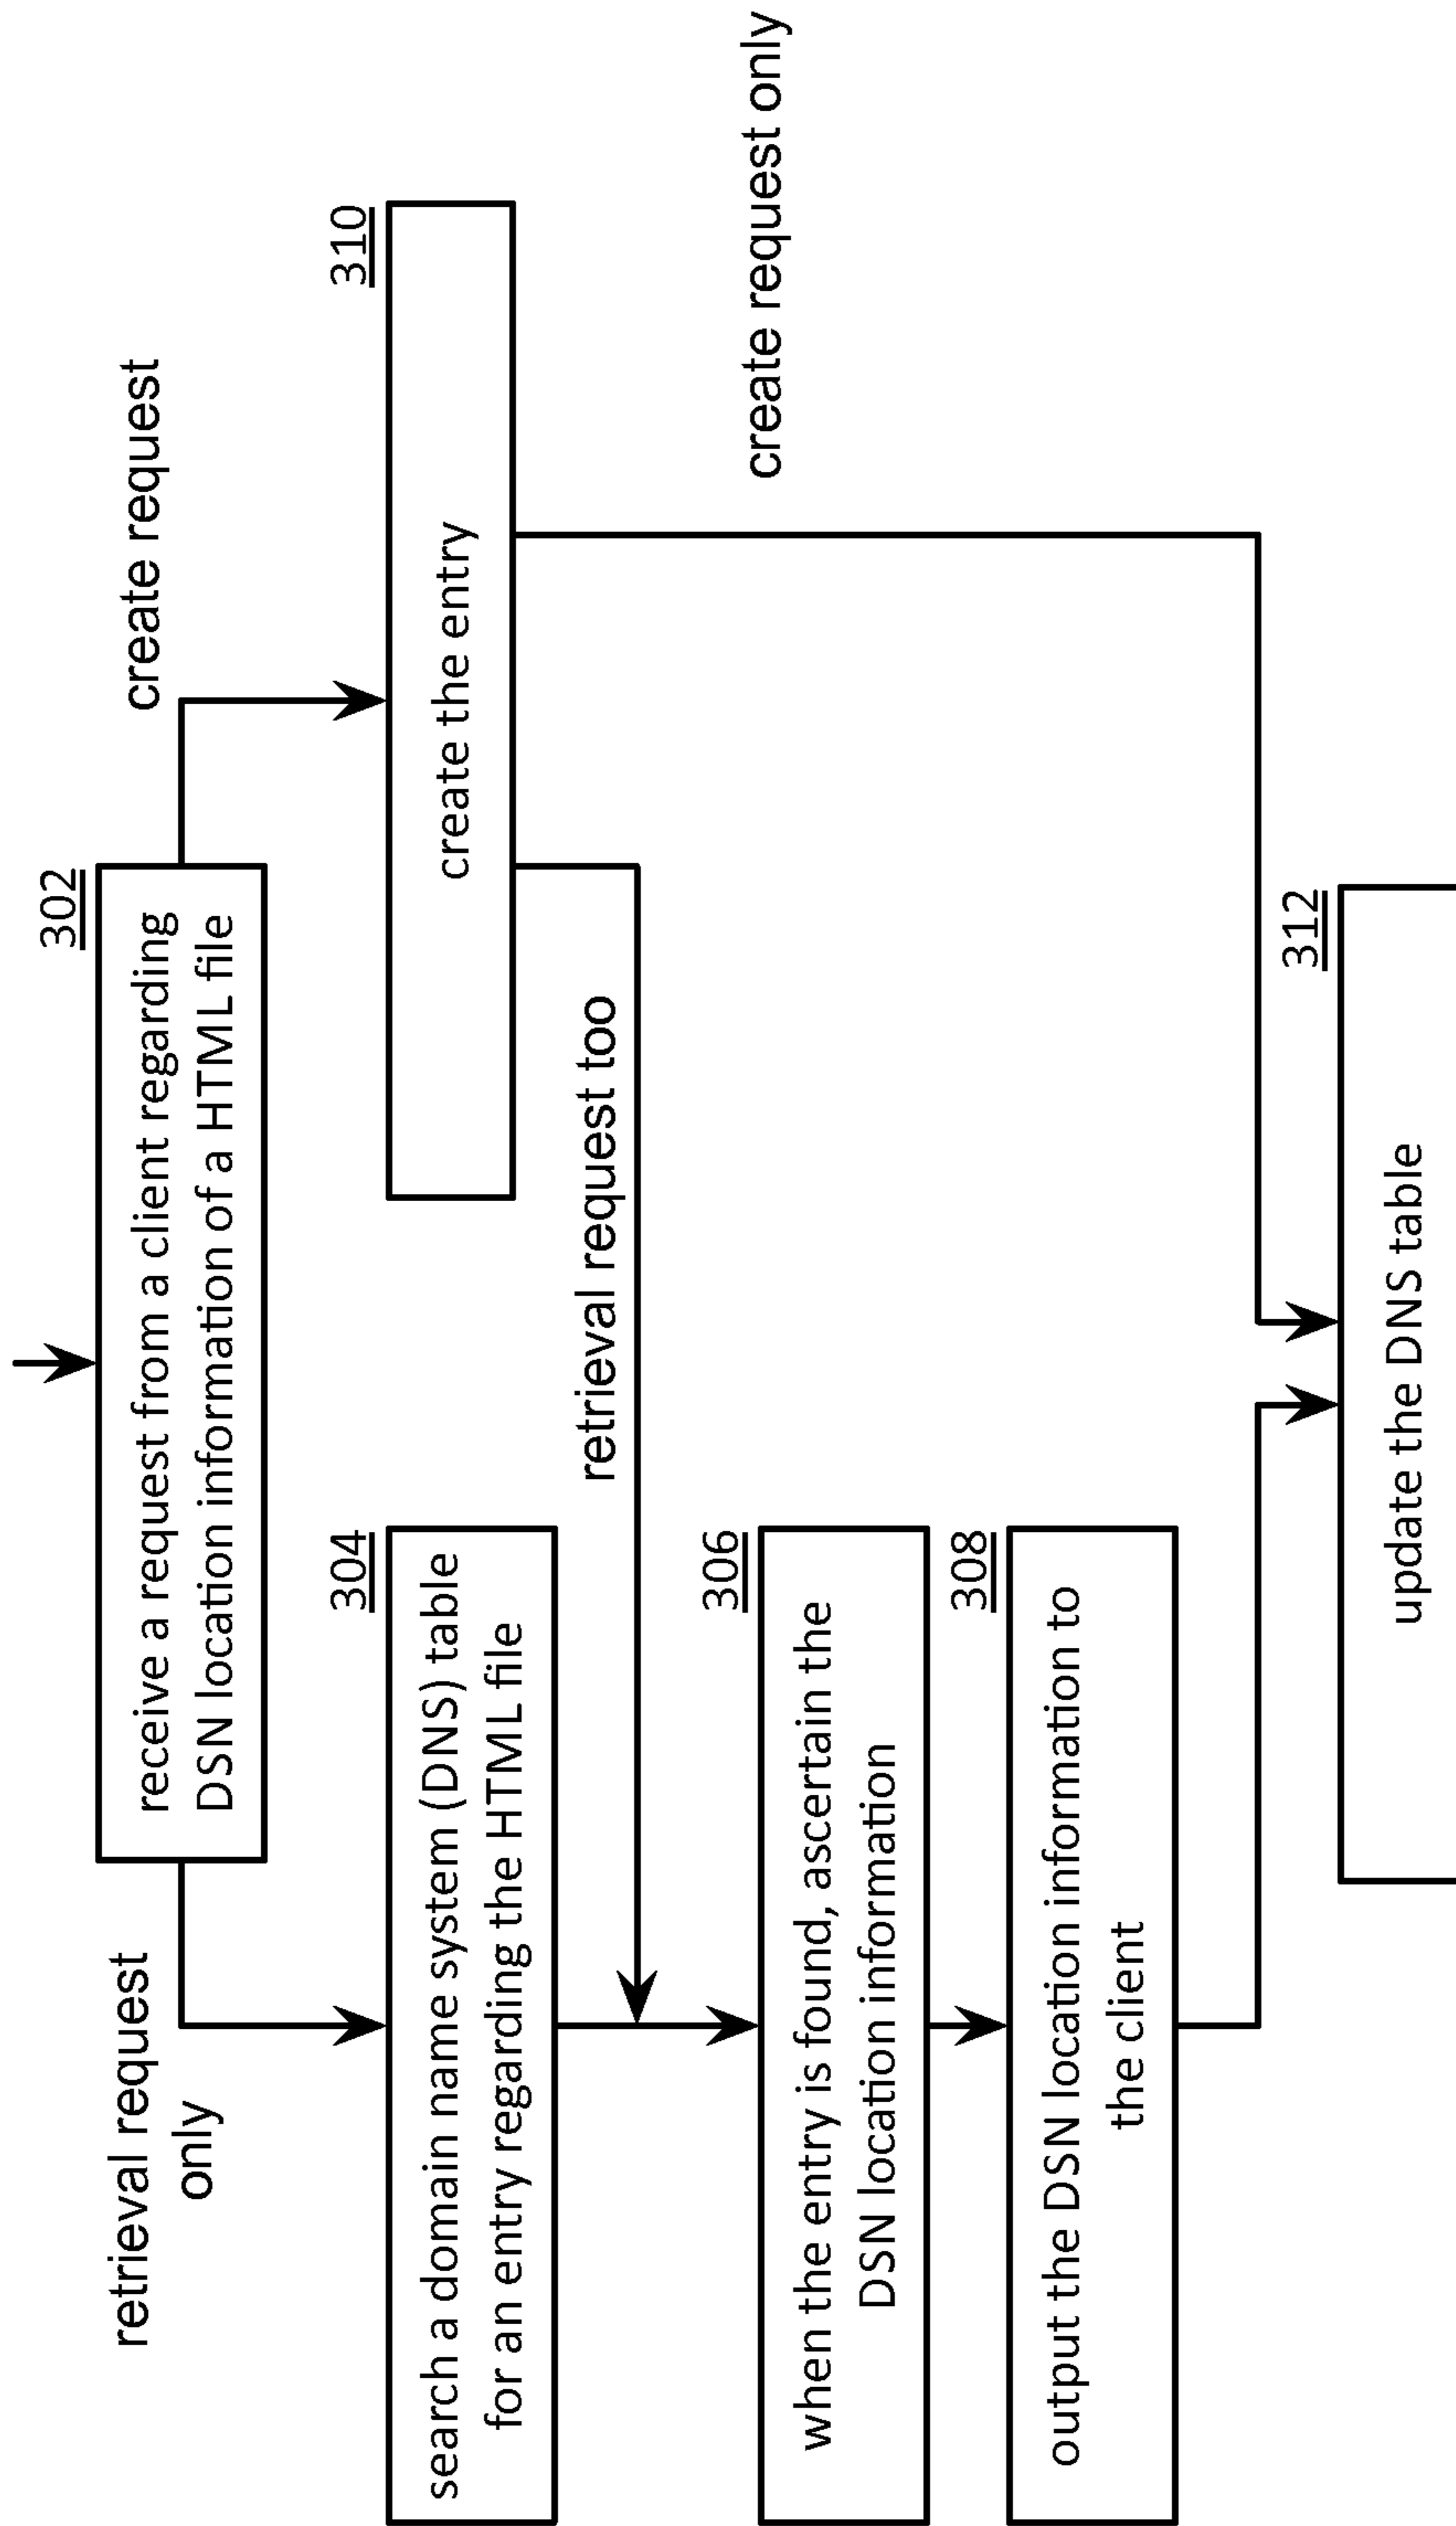 302
receive a request from a client regarding
DSN location information of a HTML file
retrieval request
only
create request
304
search a domain name system (DNS) table
for an entry regarding the HTML file
310
create the entry
retrieval request too
create request only
306
when the entry is found, ascertain the
DSN location information
308
output the DSN location information to
the client
312
update the DNS table